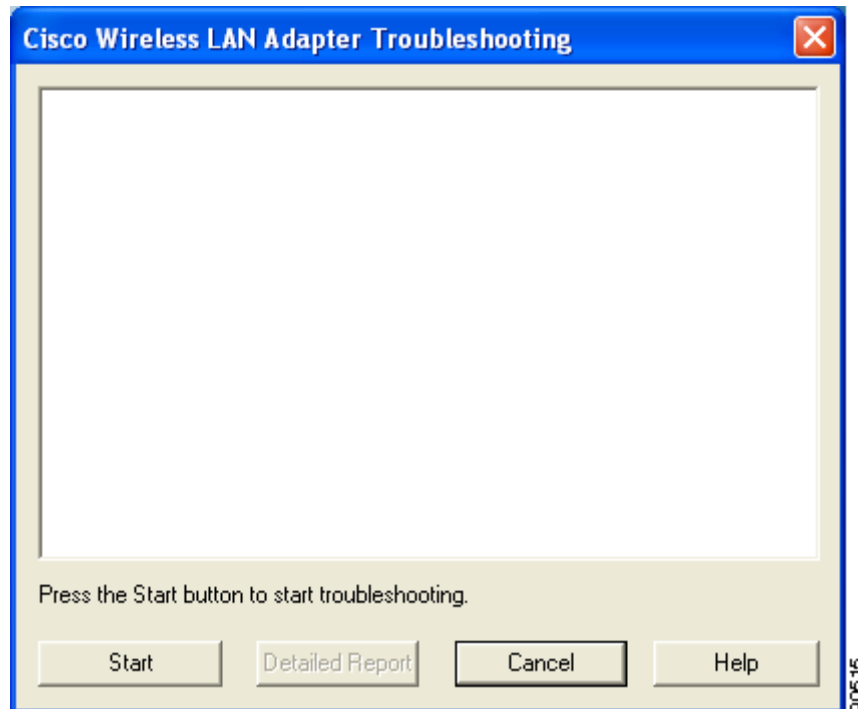 Cisco Wireless LAN Adapter Troubleshooting
Press the Start button to start troubleshooting.
Start
Detailed Report
Cancel
Help